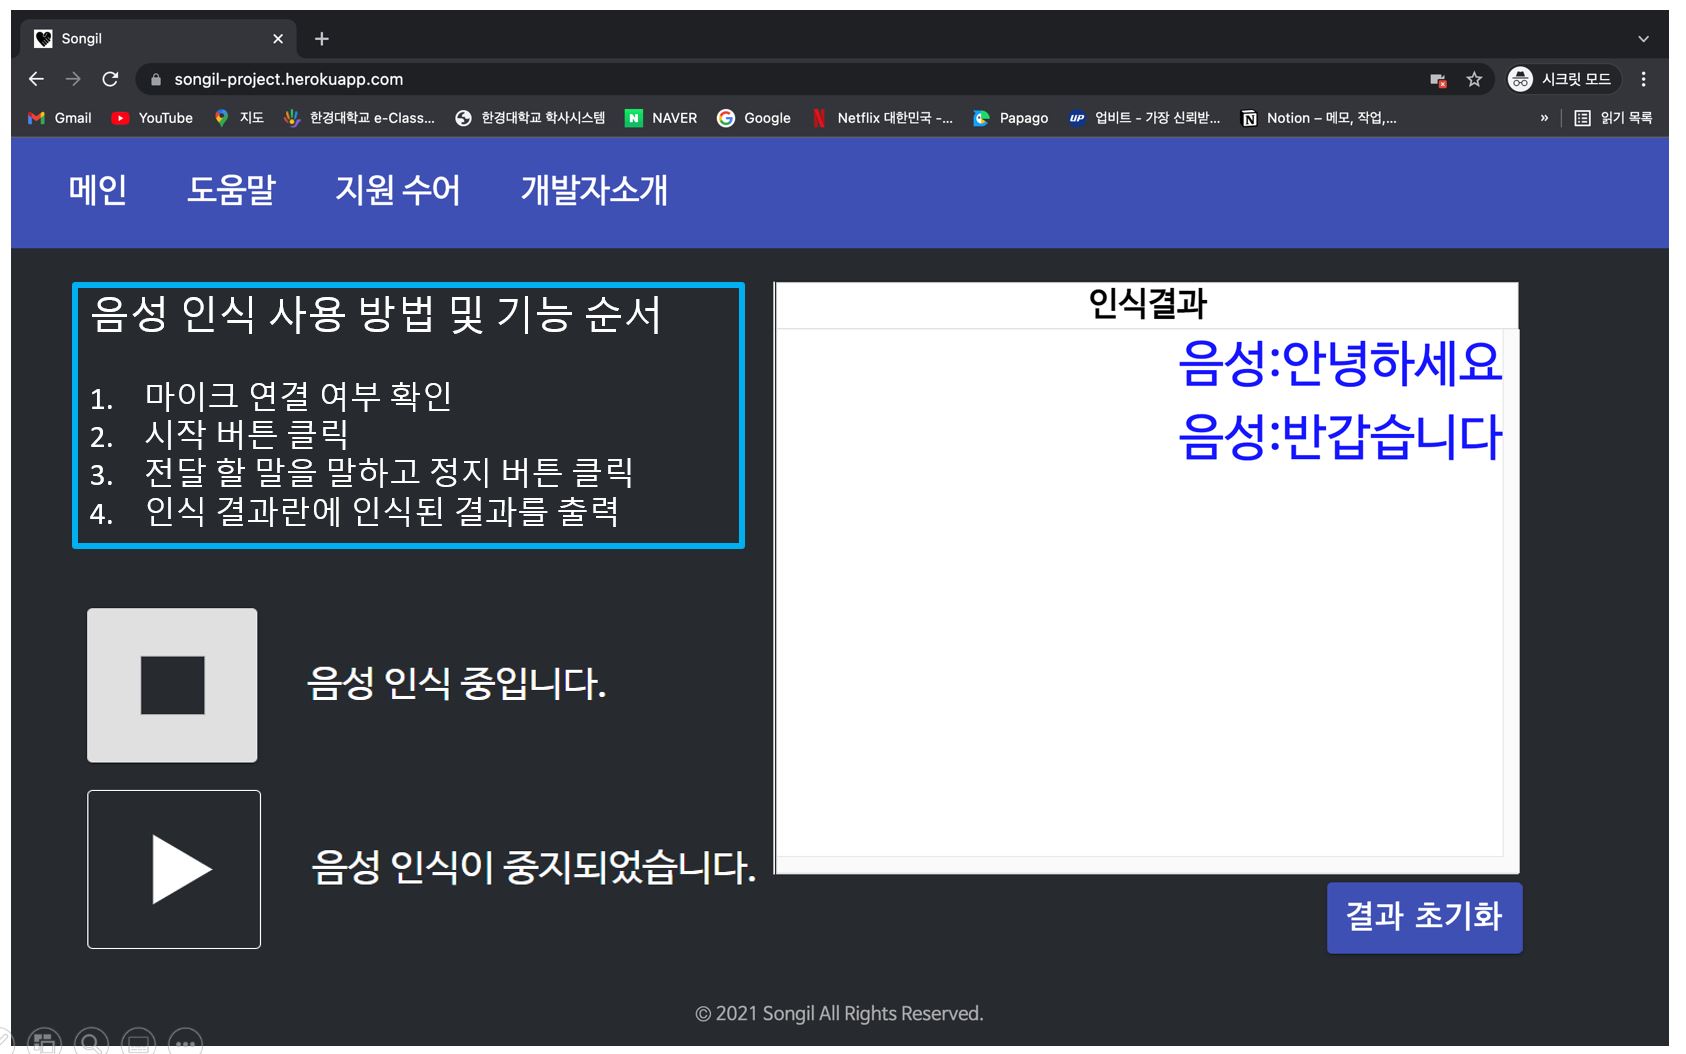 Songil
songil-project.herokuapp.com
시크릿 모드
Gmail YouTube 지도 한경대학교 e-Class... 한경대학교 학사시스템 NAVER Google Netflix 대한민국 -... Papago 업비트 - 가장 신뢰받... Notion – 메모, 작업,... » 읽기 목록
메인 도움말 지원 수어 개발자소개
음성 인식 사용 방법 및 기능 순서
1. 마이크 연결 여부 확인
2. 시작 버튼 클릭
3. 전달 할 말을 말하고 정지 버튼 클릭
4. 인식 결과란에 인식된 결과를 출력
음성 인식 중입니다.
음성 인식이 중지되었습니다.
인식결과
음성:안녕하세요
음성:반갑습니다
결과 초기화
© 2021 Songil All Rights Reserved.